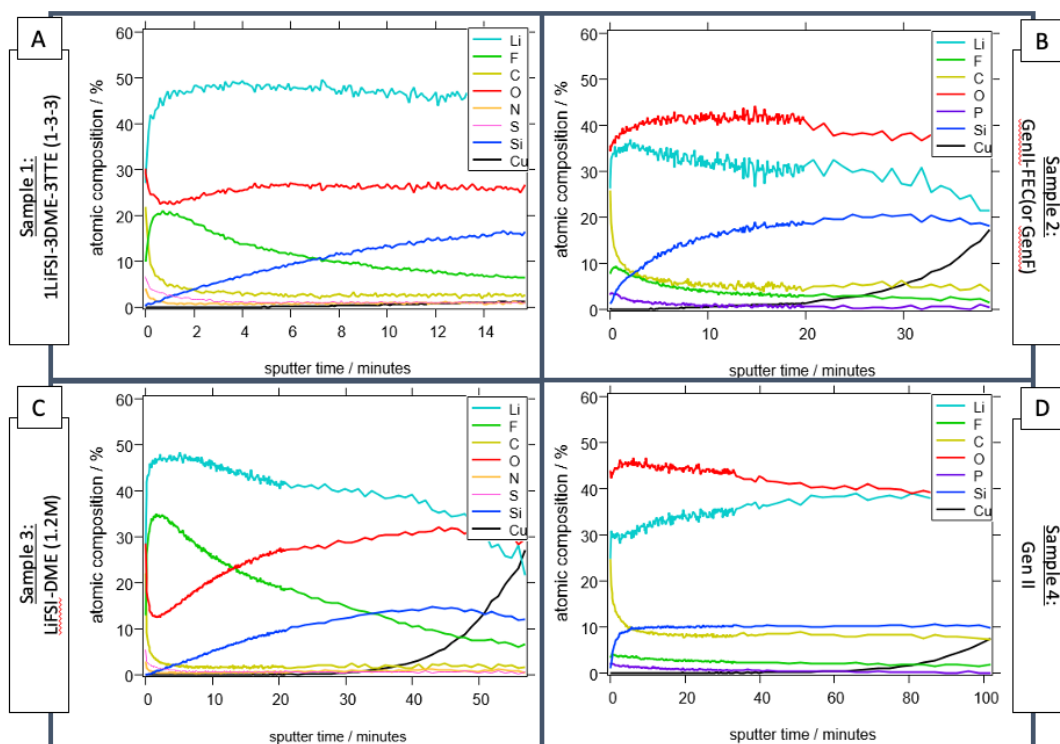 A
Sample 1:
1LiFSI-3DME-3TTE (1-3-3)
atomic composition / %
60
50
40
30
20
10
0
0 2 4 6 8 10 12 14
sputter time / minutes
Li
F
C
O
N
S
Si
Cu
B
Sample 2:
GenII-FEC(or GenF)
atomic composition / %
60
50
40
30
20
10
0
0 10 20 30
sputter time / minutes
Li
F
C
O
P
Si
Cu
C
Sample 3:
LiFSI-DME (1.2M)
atomic composition / %
60
50
40
30
20
10
0
0 10 20 30 40 50
sputter time / minutes
Li
F
C
O
N
S
Si
Cu
D
Sample 4:
Gen II
atomic composition / %
60
50
40
30
20
10
0
0 20 40 60 80 100
sputter time / minutes
Li
F
C
O
P
Si
Cu